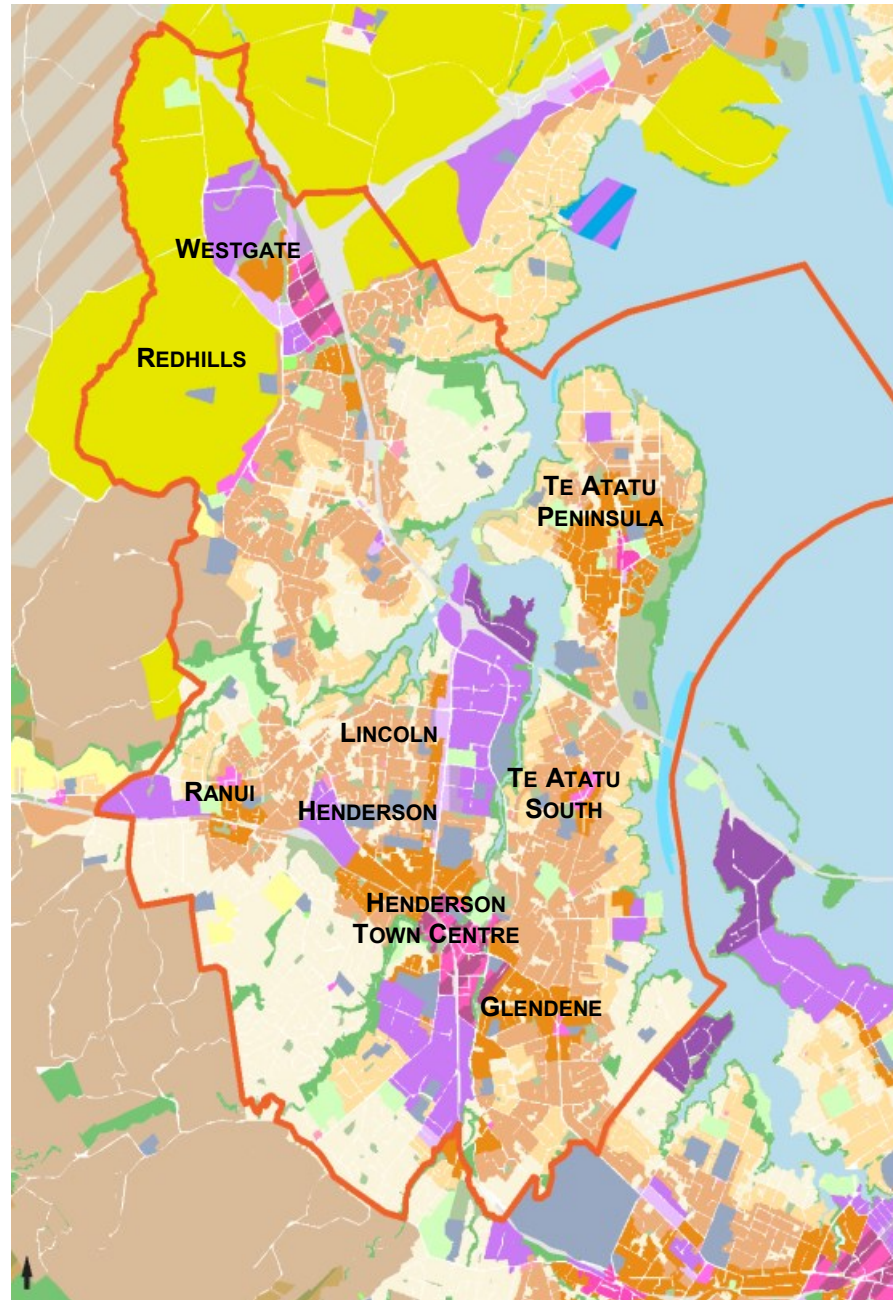 WESTGATE
REDHILLS
TE ATATU
PENINSULA
LINCOLN
RANUI
HENDERSON
TE ATATU
SOUTH
HENDERSON
TOWN CENTRE
GLENDENE